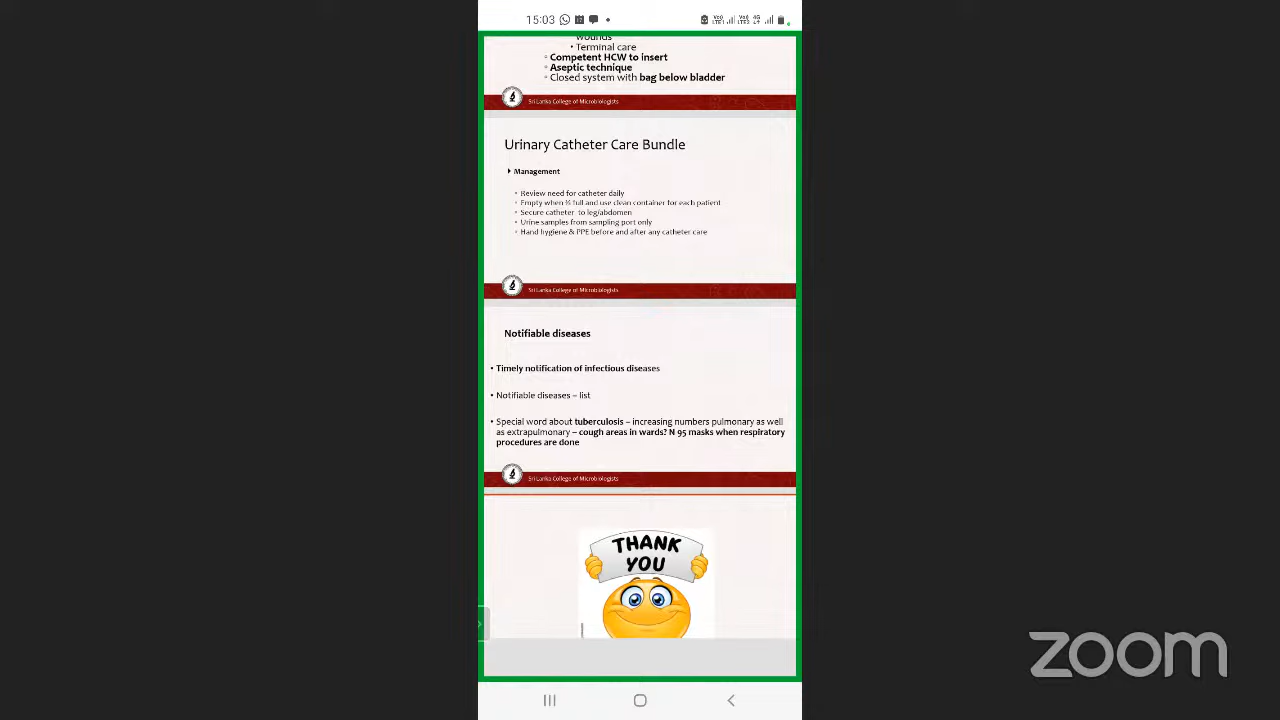 15:03
wounds
• Terminal care
Competent HCW to insert
Aseptic technique
Closed system with bag below bladder
Sri Lanka College of Microbiologists
Urinary Catheter Care Bundle
Management
Review need for catheter daily
Empty when ⅔ full and use clean container for each patient
Secure catheter to leg/abdomen
Urine samples from sampling port only
Hand hygiene & PPE before and after any catheter care
Sri Lanka College of Microbiologists
Notifiable diseases
• Timely notification of infectious diseases
• Notifiable diseases – list
• Special word about tuberculosis – increasing numbers pulmonary as well
as extrapulmonary – cough areas in wards? N 95 masks when respiratory
procedures are done
Sri Lanka College of Microbiologists
THANK
YOU
zoom